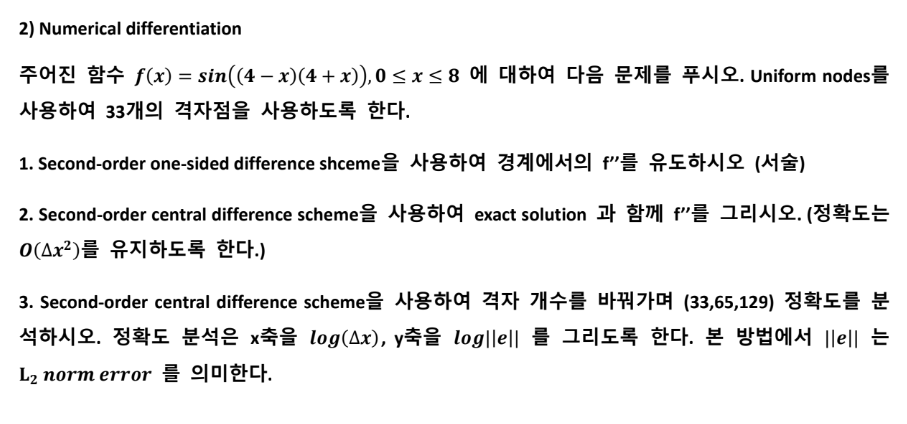 2) Numerical differentiation
주어진 함수 f(x) = sin((4 − x)(4 + x)), 0 ≤ x ≤ 8 에 대하여 다음 문제를 푸시오. Uniform nodes를
사용하여 33개의 격자점을 사용하도록 한다.
1. Second-order one-sided difference shceme을 사용하여 경계에서의 f″를 유도하시오 (서술)
2. Second-order central difference scheme을 사용하여 exact solution 과 함께 f″를 그리시오. (정확도는
O(Δx²)를 유지하도록 한다.)
3. Second-order central difference scheme을 사용하여 격자 개수를 바꿔가며 (33,65,129) 정확도를 분
석하시오. 정확도 분석은 x축을 log(Δx), y축을 log||e|| 를 그리도록 한다. 본 방법에서 ||e|| 는
L₂ norm error 를 의미한다.